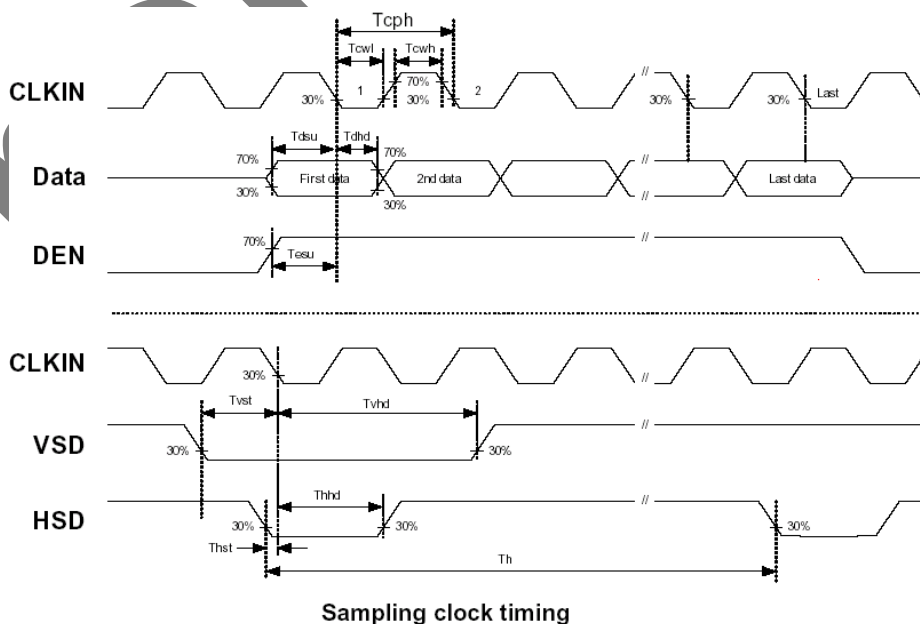 Tcph
Tcwl Tcwh
CLKIN 30% 1 70% 30% 2 // 30% 30% Last
Tdsu Tdhd
70% 70%
Data First data 2nd data // Last data
30% 30%
DEN 70% //
Tesu
CLKIN 30% //
Tvst Tvhd
VSD 30% 30% //
Thhd //
HSD 30% 30% 30%
Thst
Th
Sampling clock timing